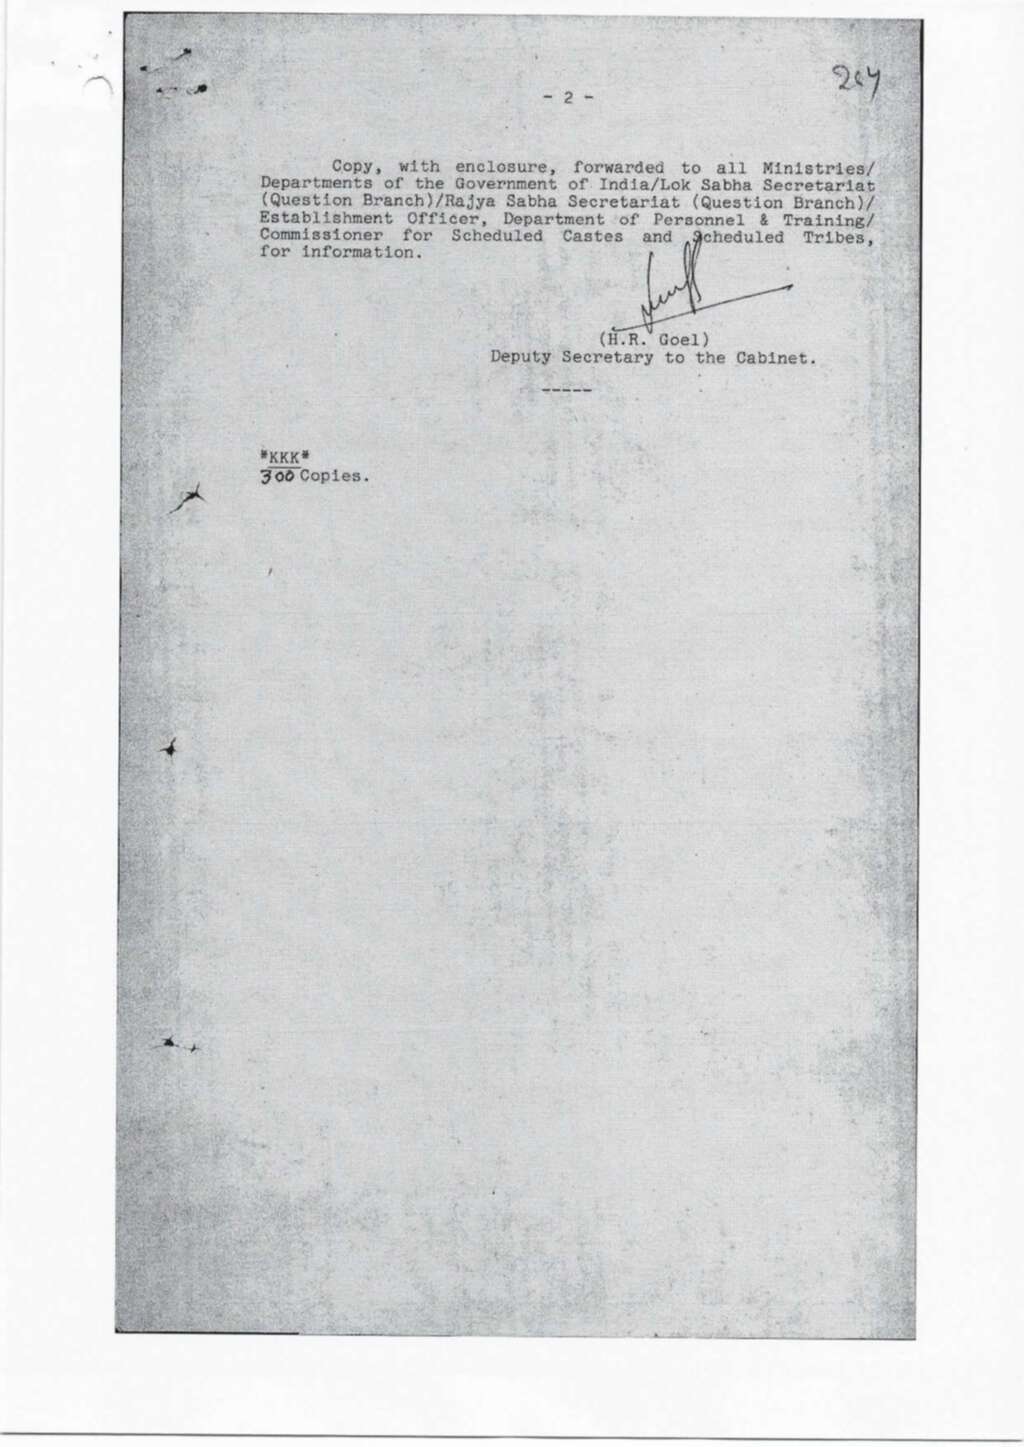 - 2 -
Copy, with enclosure, forwarded to all Ministries/
Departments of the Government of India/Lok Sabha Secretariat
(Question Branch)/Rajya Sabha Secretariat (Question Branch)/
Establishment Officer, Department of Personnel & Training/
Commissioner for Scheduled Castes and Scheduled Tribes,
for information.
(H.R. Goel)
Deputy Secretary to the Cabinet.
-----
*KKK*
300 Copies.